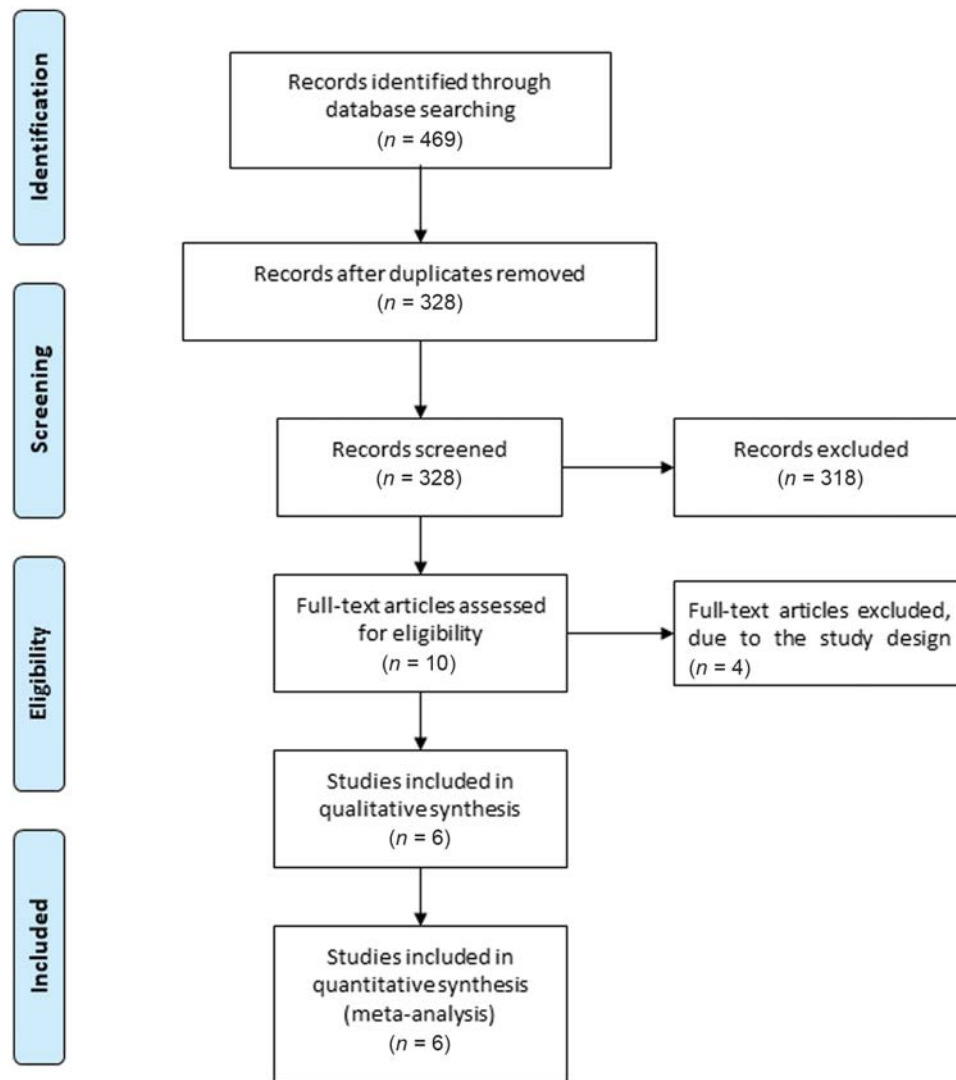 Identification
Records identified through
database searching
(n = 469)
Records after duplicates removed
(n = 328)
Screening
Records screened
(n = 328)
Records excluded
(n = 318)
Eligibility
Full-text articles assessed
for eligibility
(n = 10)
Full-text articles excluded,
due to the study design
(n = 4)
Studies included in
qualitative synthesis
(n = 6)
Included
Studies included in
quantitative synthesis
(meta-analysis)
(n = 6)